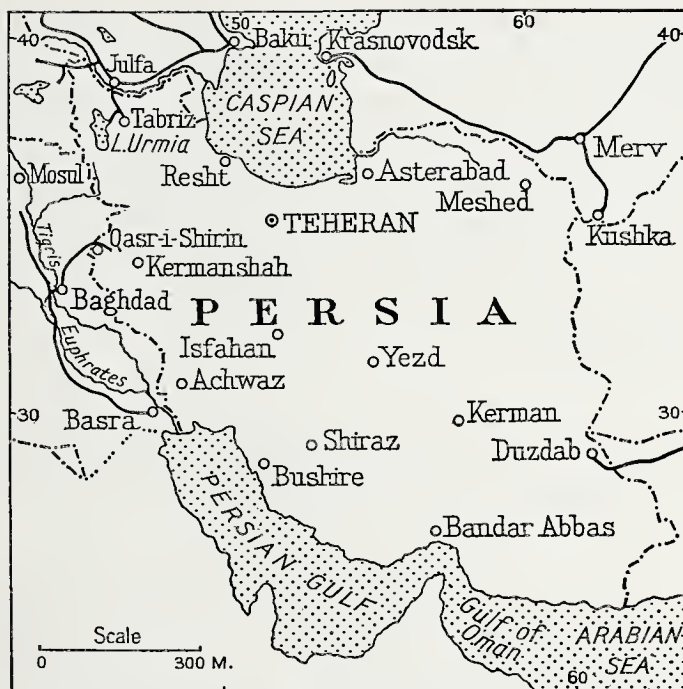 50
60
40
40
Baku
Krasnovodsk
Julfa
CASPIAN
SEA
Tabriz
L. Urmia
Merv
Mosul
Resht
Asterabad
Meshed
TEHERAN
Kushka
Tigris
Qasr-i-Shirin
Kermanshah
Baghdad
PERSIA
Isfahan
Yezd
Euphrates
Achwaz
30
Basra
Kerman
30
Shiraz
Duzdab
Bushire
PERSIAN GULF
Bandar Abbas
Scale
0 300 M.
Gulf of
Oman
ARABIAN
SEA
60